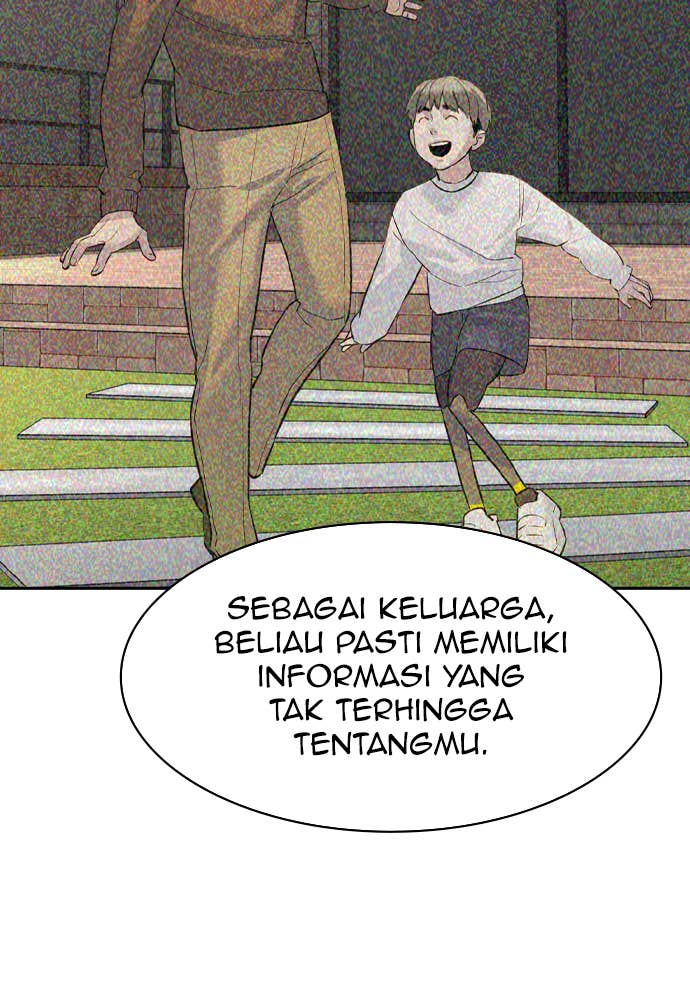 SEBAGAI KELUARGA,
BELIAU PASTI MEMILIKI
INFORMASI YANG
TAK TERHINGGA
TENTANGMU.